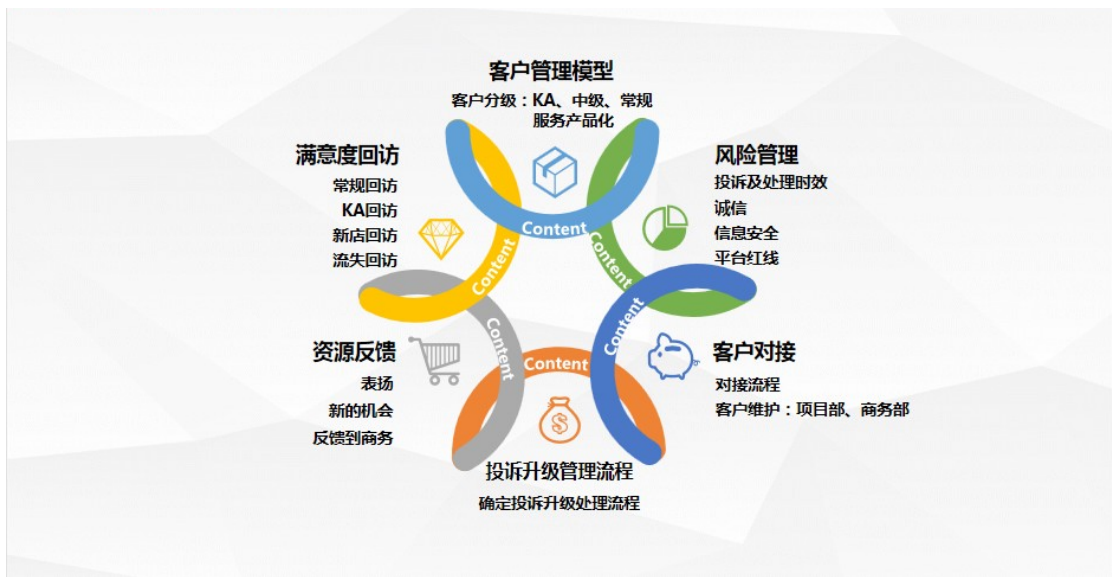 客户管理模型
客户分级：KA、中级、常规
服务产品化
满意度回访
常规回访
KA回访
新店回访
流失回访
风险管理
投诉及处理时效
诚信
信息安全
平台红线
Content
Content
Content
Content
Content
Content
资源反馈
表扬
新的机会
反馈到商务
客户对接
对接流程
客户维护：项目部、商务部
投诉升级管理流程
确定投诉升级处理流程